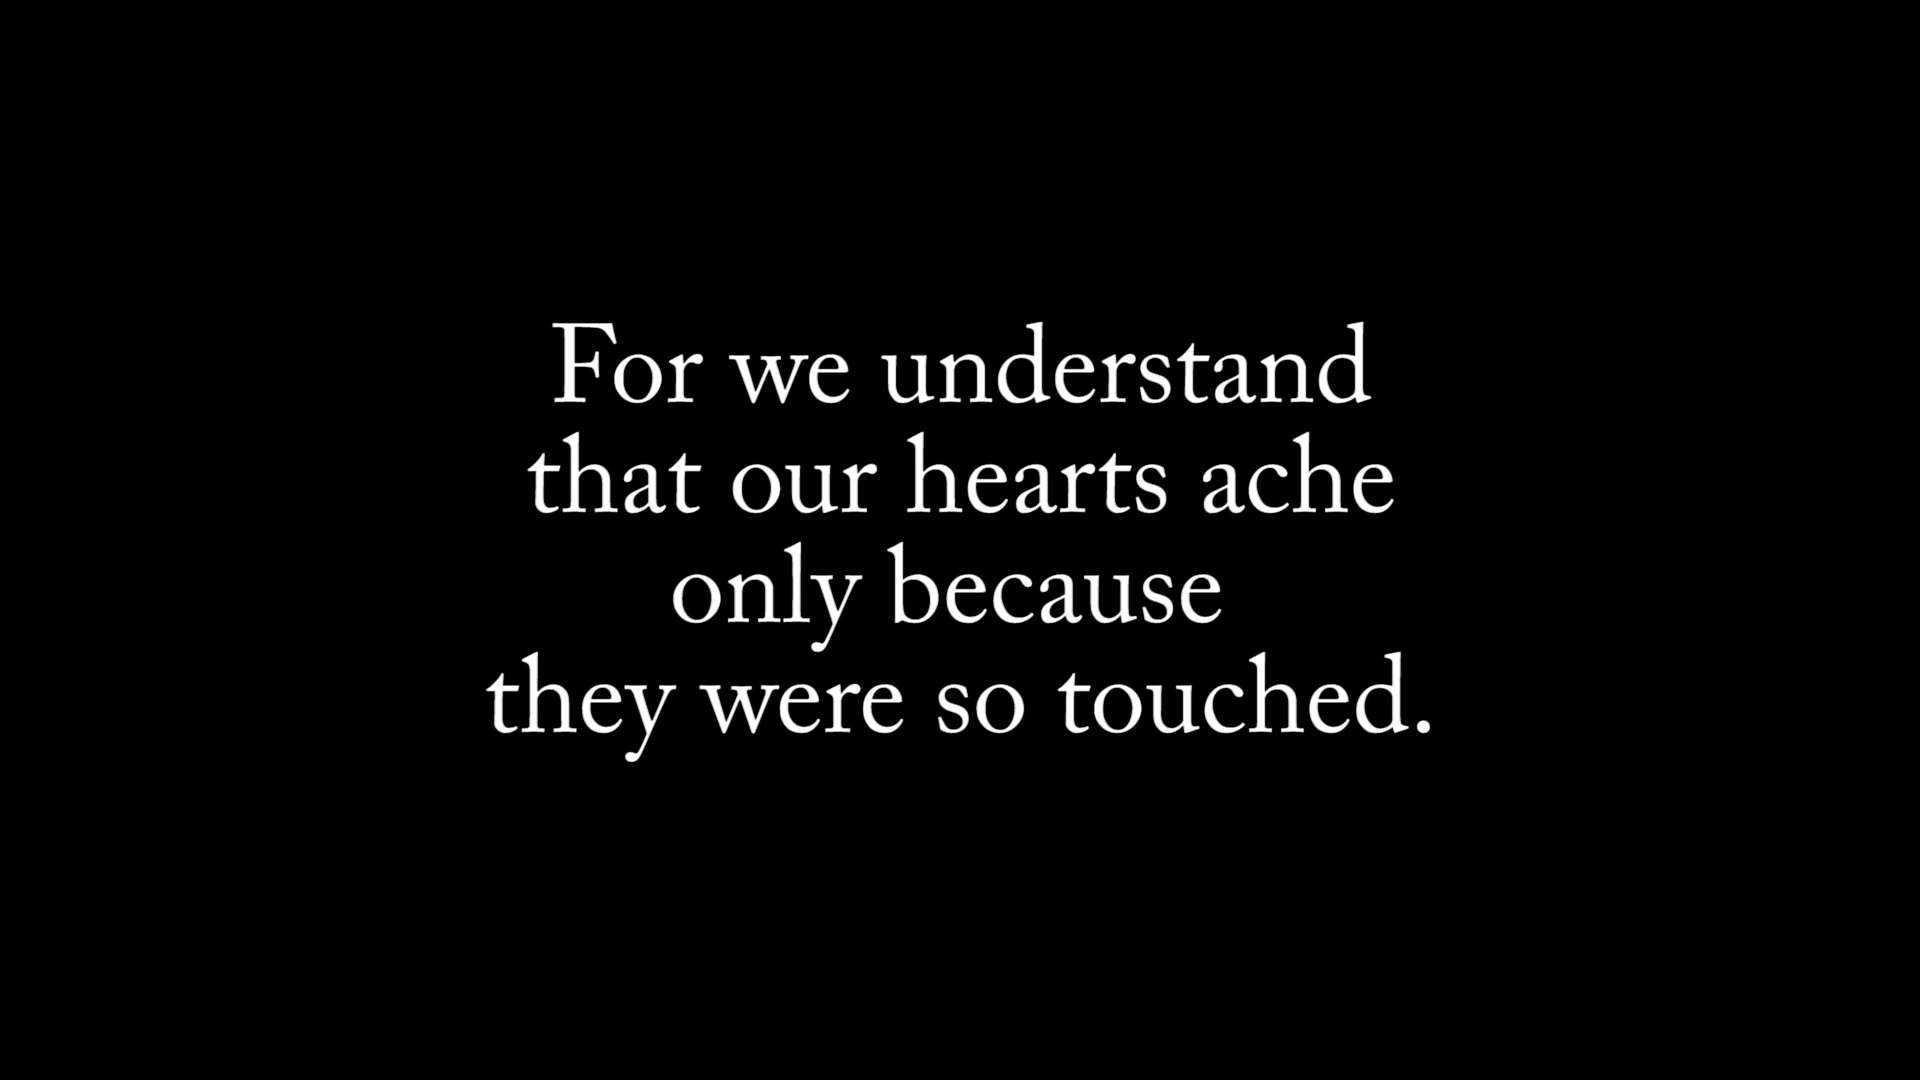 For we understand
that our hearts ache
only because
they were so touched.